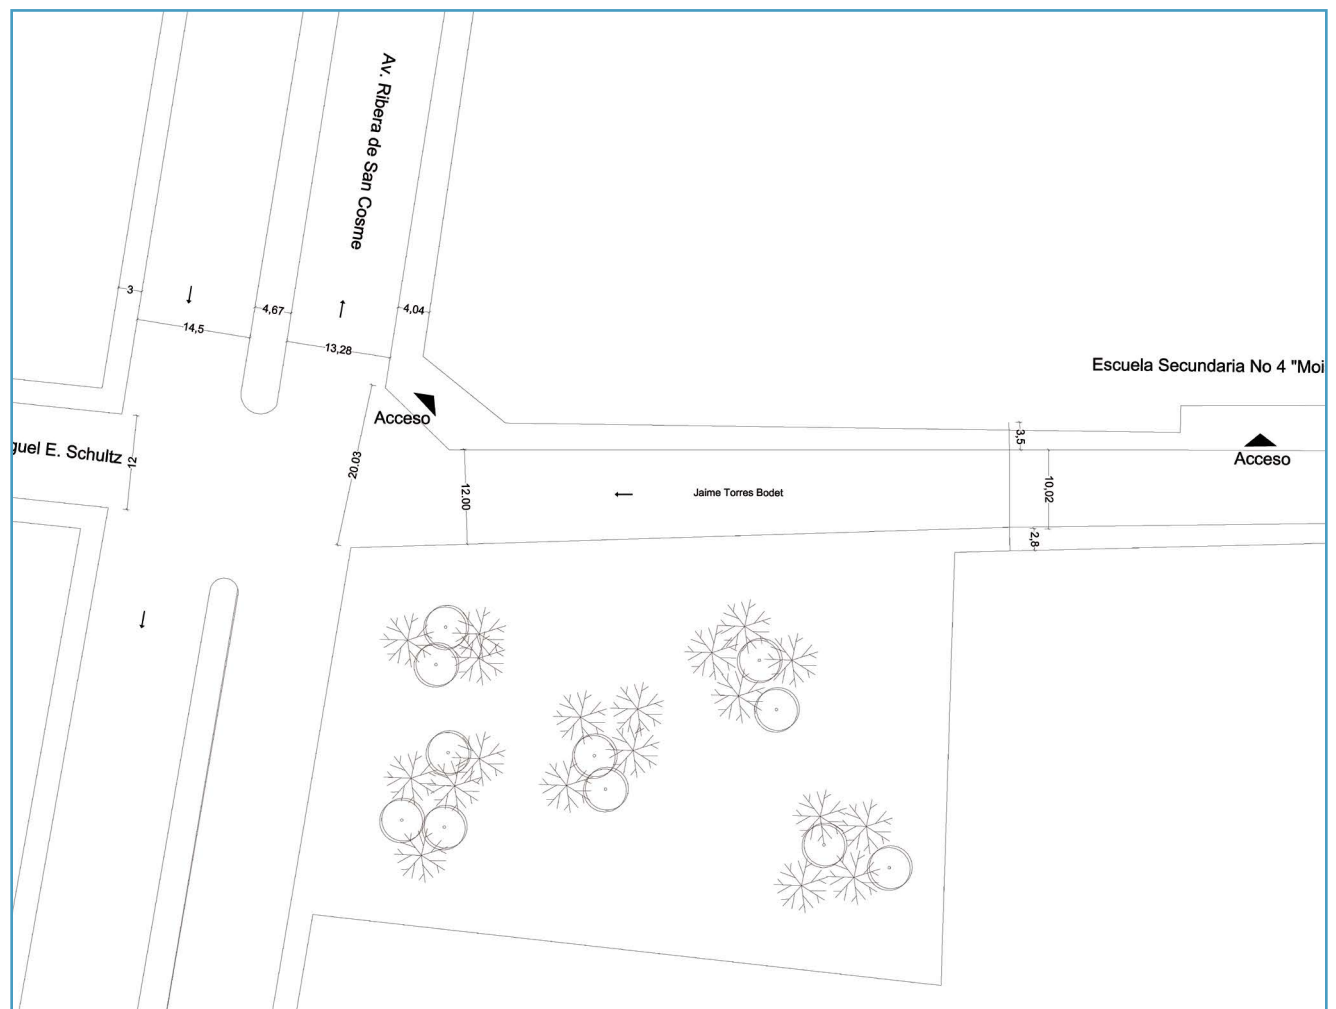 Av. Ribera de San Cosme
3
14,5
4,67
13,28
4,04
Escuela Secundaria No 4 "Moi
Acceso
guel E. Schultz
12
20.03
12.00
Jaime Torres Bodet
3,5
10,02
2,8
Acceso